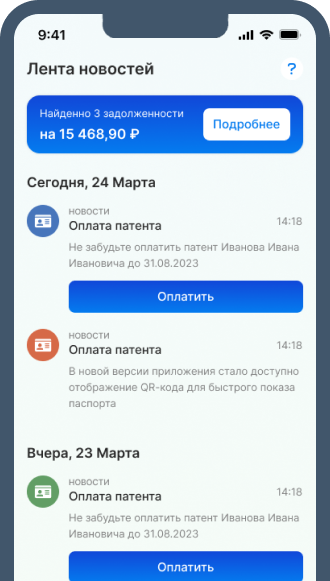 9:41
Лента новостей
?
Найденно 3 задолженности
на 15 468,90 ₽
Подробнее
Сегодня, 24 Марта
новости
Оплата патента
14:18
Не забудьте оплатить патент Иванова Ивана
Ивановича до 31.08.2023
Оплатить
новости
Оплата патента
14:18
В новой версии приложения стало доступно
отображение QR-кода для быстрого показа
паспорта
Вчера, 23 Марта
новости
Оплата патента
14:18
Не забудьте оплатить патент Иванова Ивана
Ивановича до 31.08.2023
Оплатить